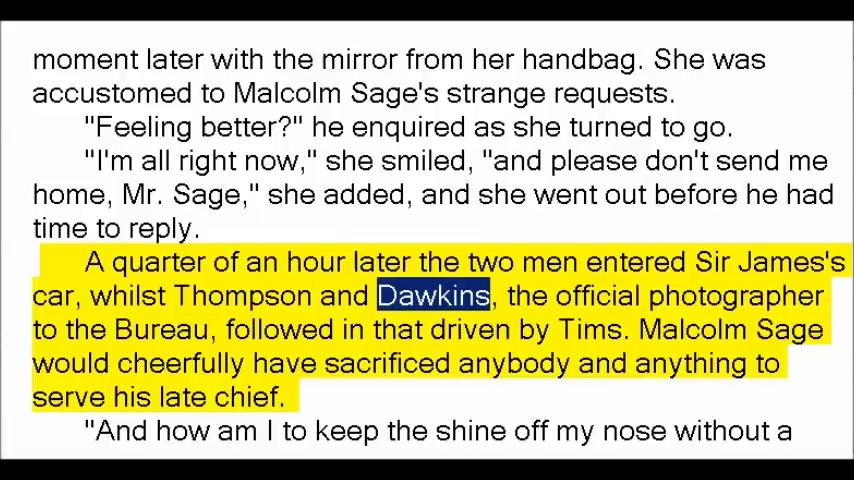 moment later with the mirror from her handbag. She was
accustomed to Malcolm Sage's strange requests.
"Feeling better?" he enquired as she turned to go.
"I'm all right now," she smiled, "and please don't send me
home, Mr. Sage," she added, and she went out before he had
time to reply.
A quarter of an hour later the two men entered Sir James's
car, whilst Thompson and Dawkins, the official photographer
to the Bureau, followed in that driven by Tims. Malcolm Sage
would cheerfully have sacrificed anybody and anything to
serve his late chief.
"And how am I to keep the shine off my nose without a